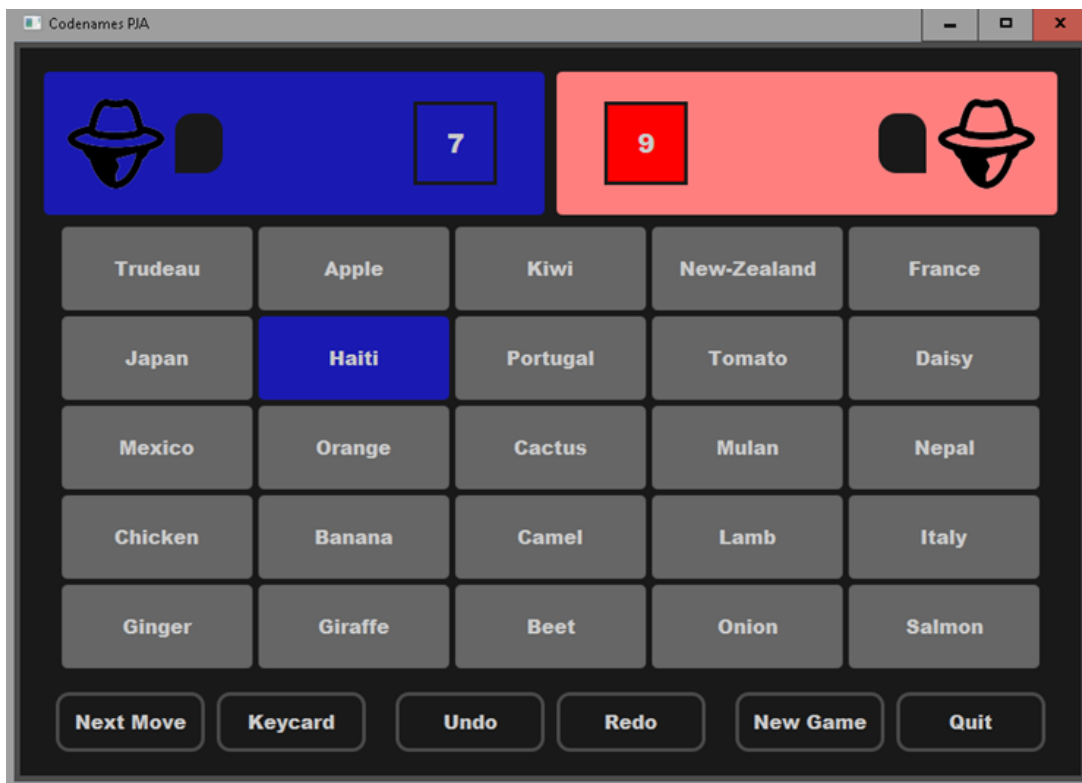 Codenames PJA
7 9
Trudeau Apple Kiwi New-Zealand France
Japan Haiti Portugal Tomato Daisy
Mexico Orange Cactus Mulan Nepal
Chicken Banana Camel Lamb Italy
Ginger Giraffe Beet Onion Salmon
Next Move Keycard Undo Redo New Game Quit